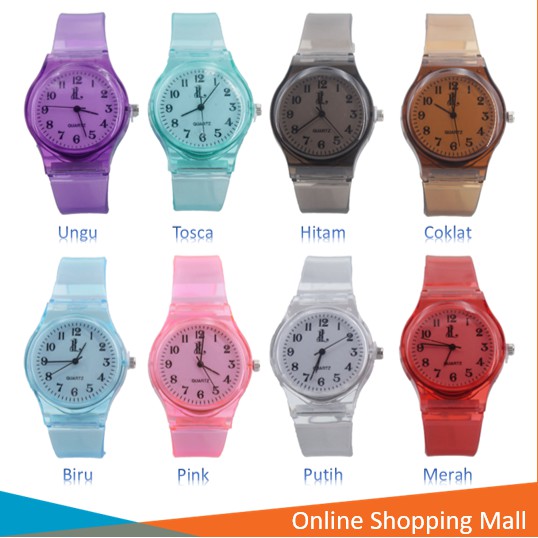 Ungu Tosca Hitam Coklat
Biru Pink Putih Merah
Online Shopping Mall